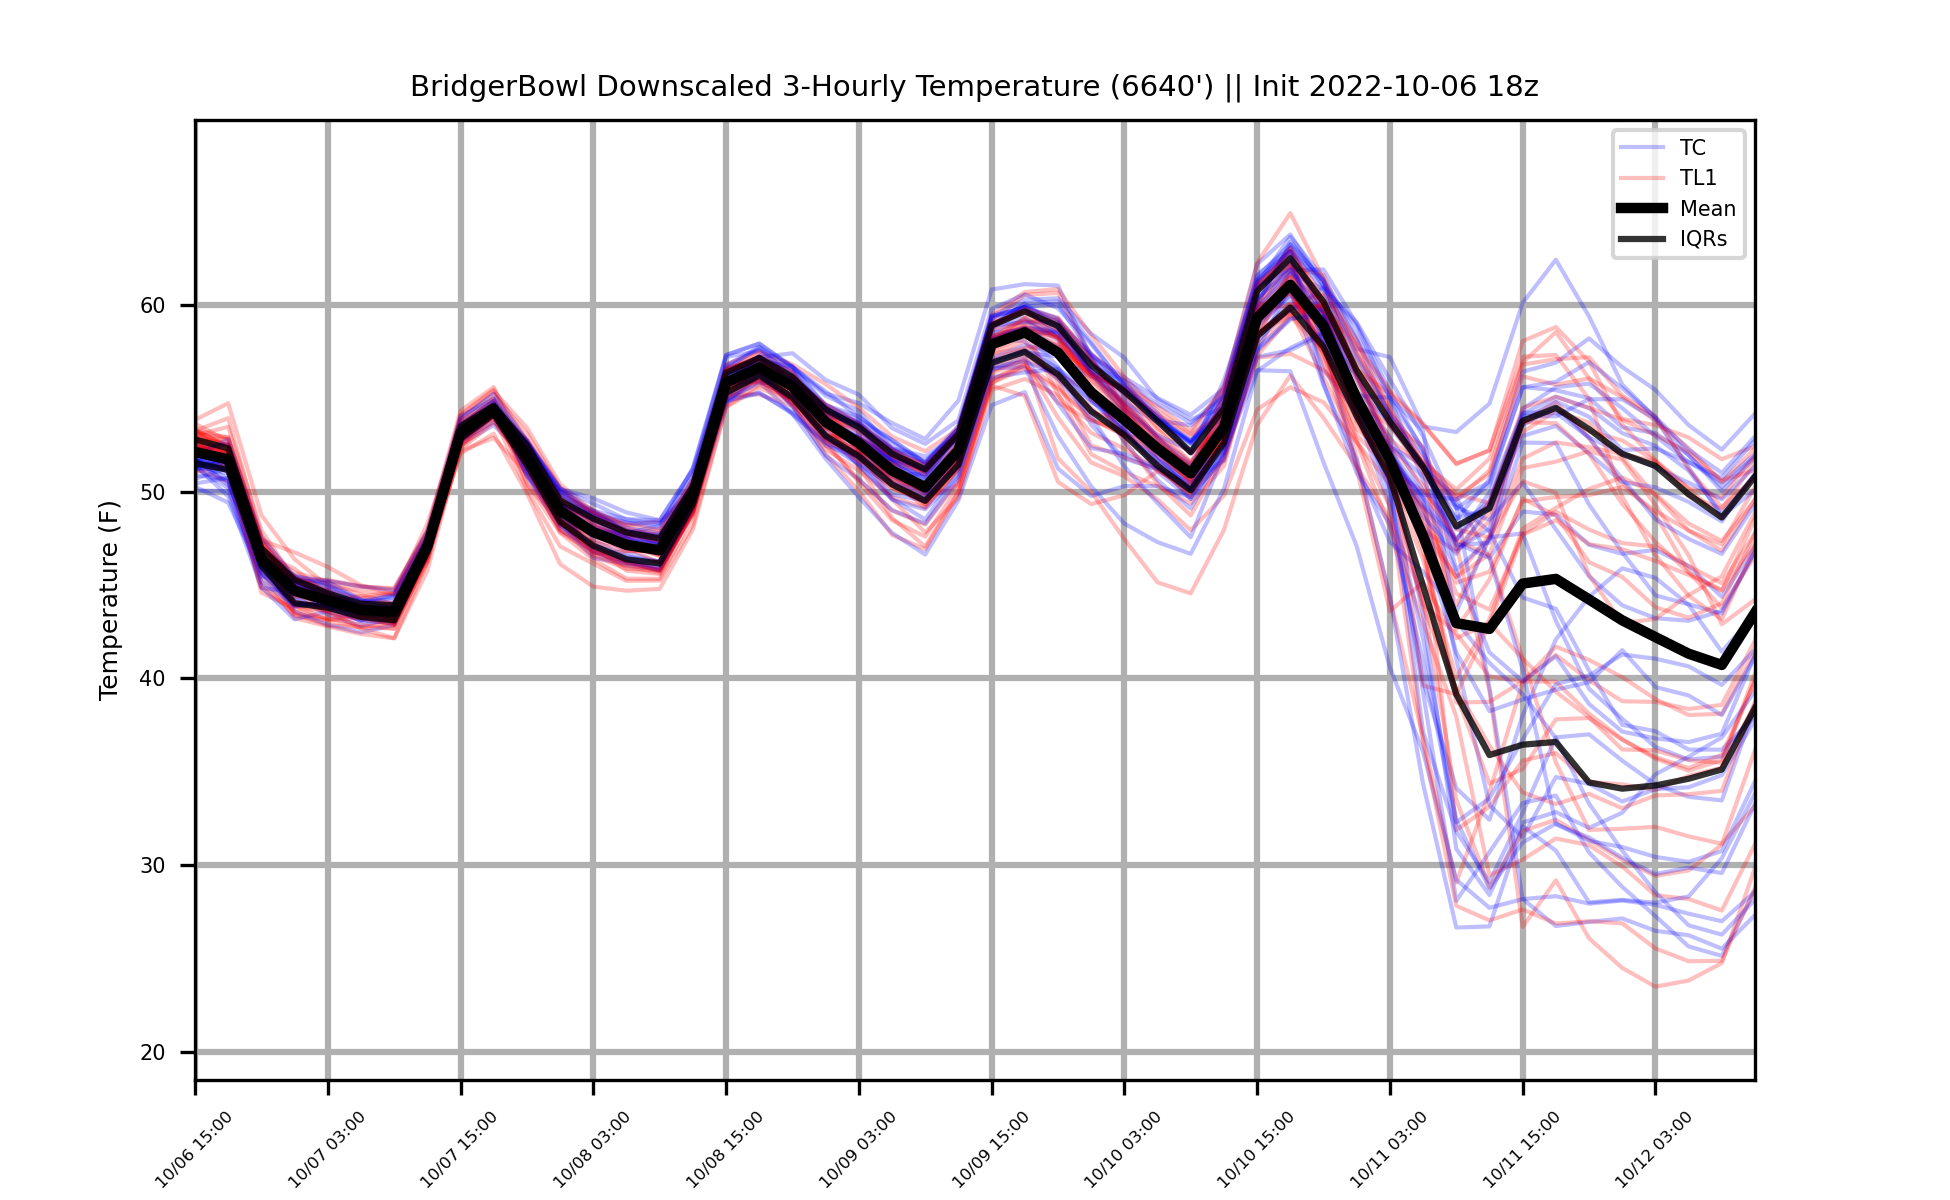 BridgerBowl Downscaled 3-Hourly Temperature (6640') || Init 2022-10-06 18z
TC
TL1
Mean
IQRs
Temperature (F)
60
50
40
30
20
10/06 15:00
10/07 03:00
10/07 15:00
10/08 03:00
10/08 15:00
10/09 03:00
10/09 15:00
10/10 03:00
10/10 15:00
10/11 03:00
10/11 15:00
10/12 03:00